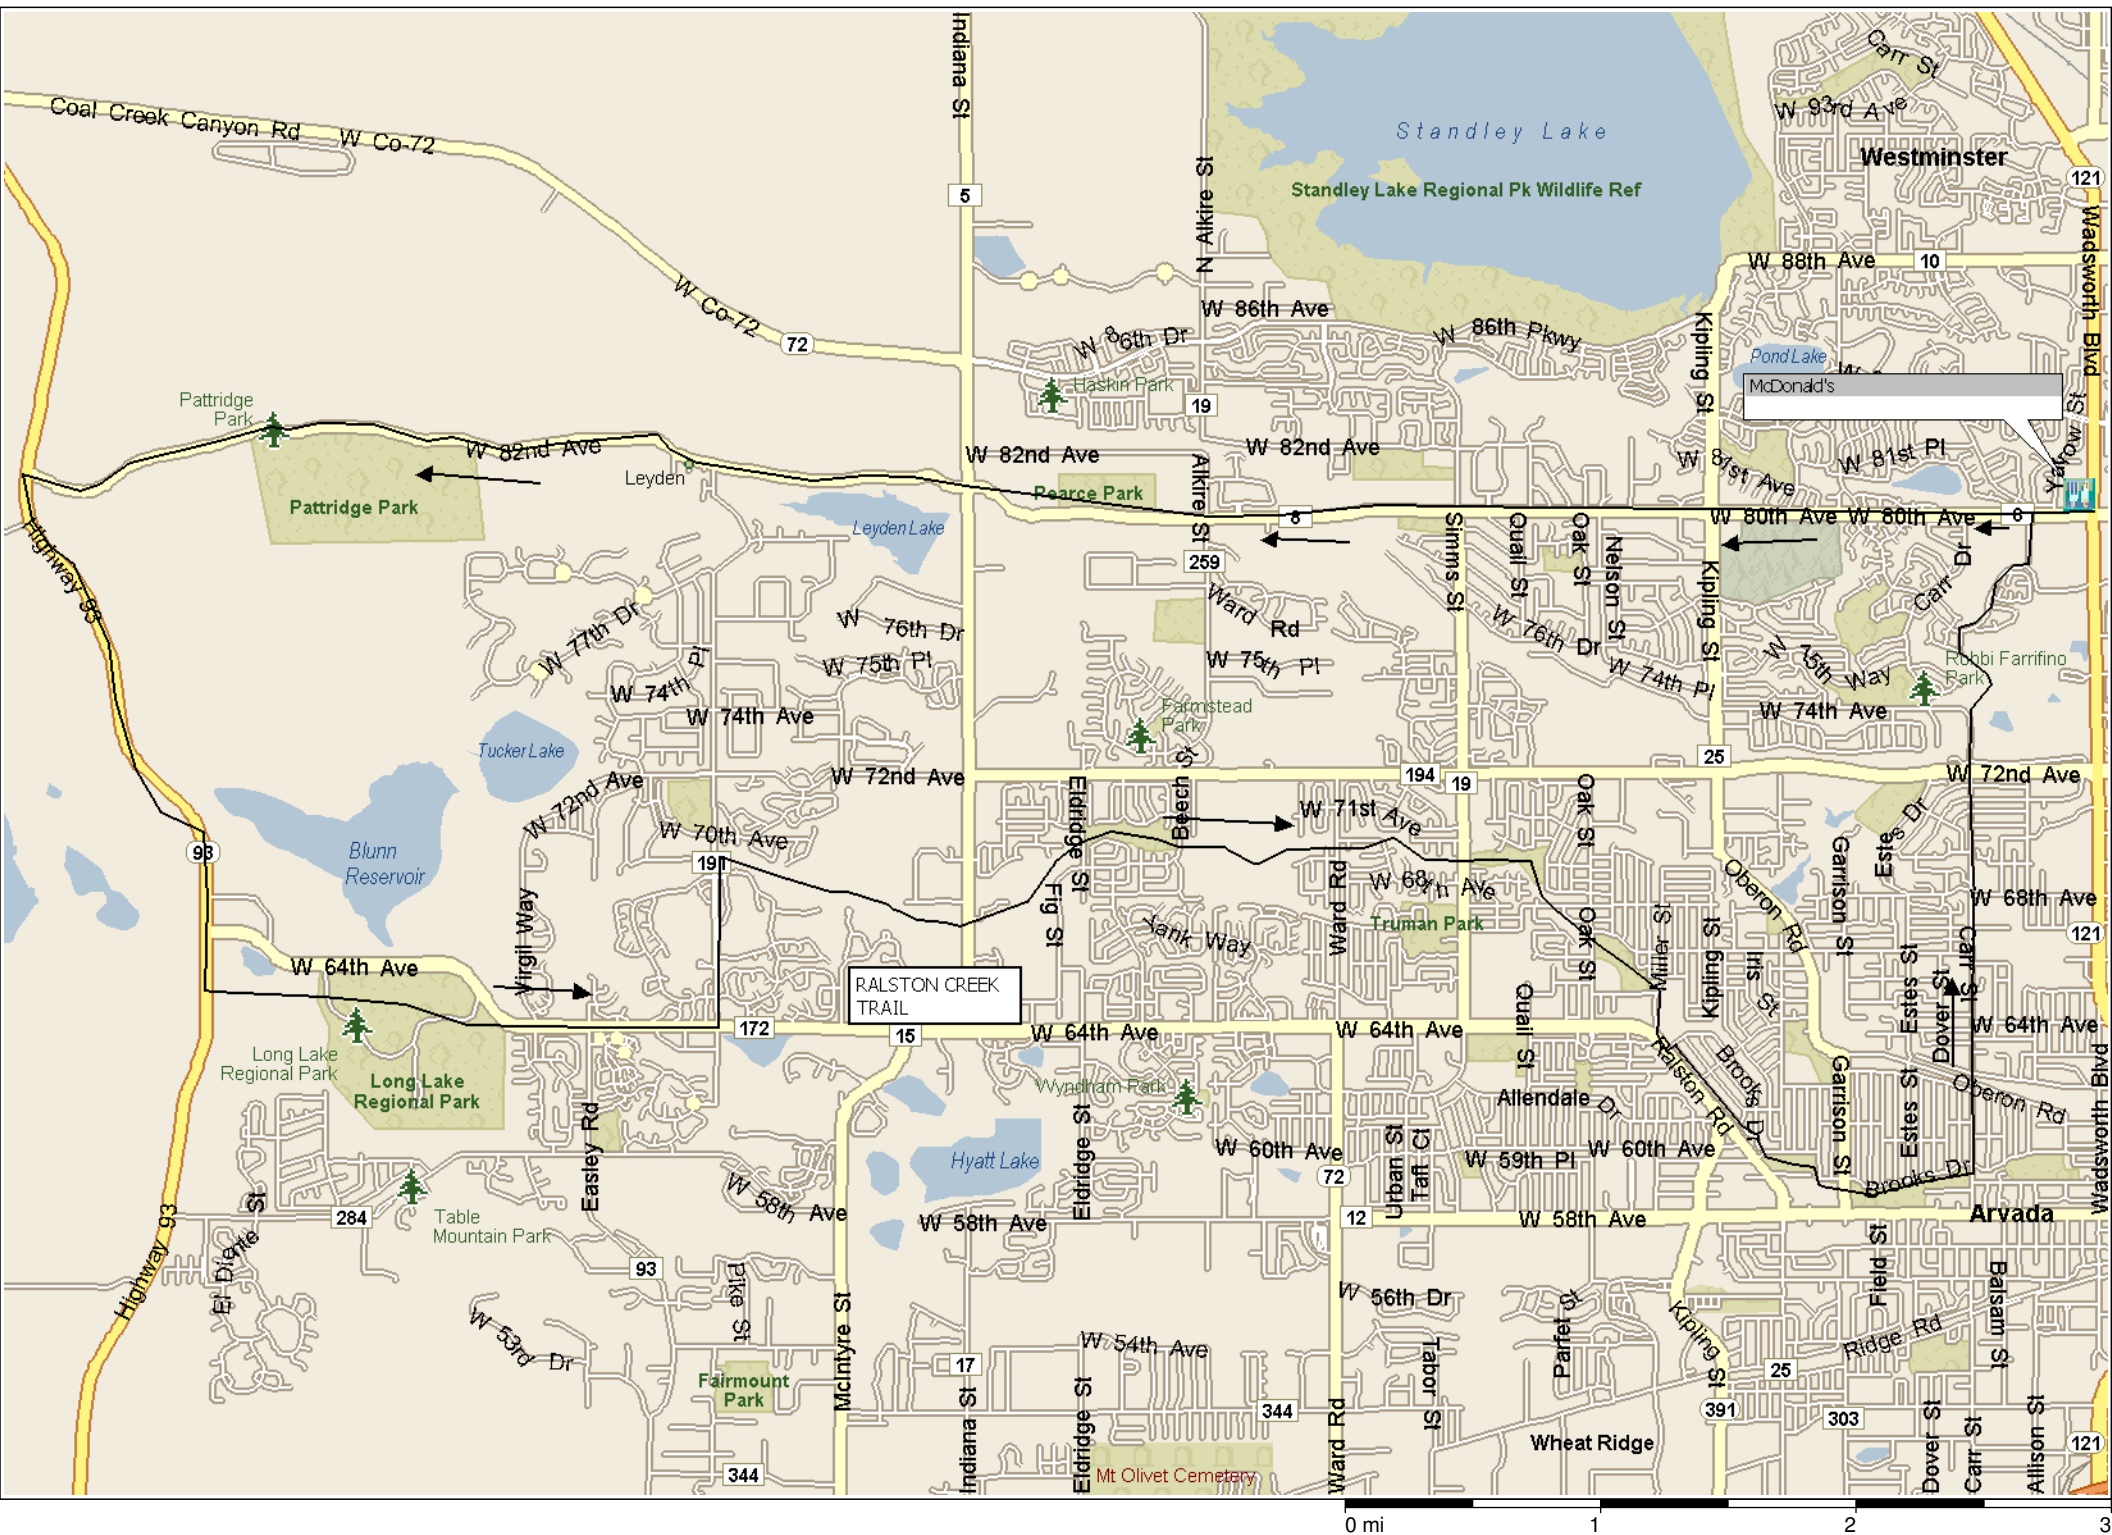 Indiana St
Carr St
Coal Creek Canyon Rd
W Co-72
W 93rd Ave
Standley Lake
Westminster
Standley Lake Regional Pk Wildlife Ref
121
5
N Alkire St
Wadsworth Blvd
W 88th Ave
10
W Co-72
W 86th Ave
72
W 86th Dr
W 86th Pkwy
Kipling St
Pond Lake
Haskin Park
McDonald's
Pattridge
Park
19
Yarrow St
W 82nd Ave
W 82nd Ave
W 82nd Ave
W 81st Ave
W 81st Pl
Leyden
Alkire St
Pearce Park
Pattridge Park
8
W 80th Ave
W 80th Ave
8
Leyden Lake
Highway 93
Simms St
Quail St
Oak St
Nelson St
Kipling St
259
Carr Dr
Ward Rd
W 77th Dr
W 76th Dr
W 76th Dr
W 75th Pl
W 75th Pl
W 75th Way
Robbi Farrifino
Park
W 74th Pl
W 74th Pl
W 74th Ave
W 74th Ave
Farmstead
Park
Tucker Lake
25
W 72nd Ave
W 72nd Ave
194
19
W 72nd Ave
Eldridge St
Beech St
W 71st Ave
Oak St
Estes Dr
W 70th Ave
93
Blunn
Reservoir
19
Garrison St
Oberon Rd
W 68th Ave
W 68th Ave
Virgil Way
Fig St
Yank Way
Ward Rd
Truman Park
Oak St
Miller St
Kipling St
Iris St
Estes St
Carr St
121
W 64th Ave
RALSTON CREEK
TRAIL
Quail St
Dover St
172
15
W 64th Ave
W 64th Ave
W 64th Ave
Long Lake
Regional Park
Long Lake
Regional Park
Wyndham Park
Ralston Rd
Brooks Dr
Garrison St
Estes St
Oberon Rd
Wadsworth Blvd
Allendale Dr
Easley Rd
Eldridge St
Hyatt Lake
W 60th Ave
Urban St
Taft Ct
W 59th Pl
W 60th Ave
Brooks Dr
72
W 58th Ave
284
Table
Mountain Park
W 58th Ave
12
W 58th Ave
Arvada
El Diente St
Highway 93
93
Pike St
McIntyre St
W 56th Dr
Parfet St
Field St
Balsam St
Kipling St
Ridge Rd
W 53rd Dr
W 54th Ave
Tabor St
17
25
Fairmount
Park
Indiana St
Eldridge St
344
Ward Rd
391
303
Wheat Ridge
Dover St
Carr St
Allison St
121
344
Mt Olivet Cemetery
0 mi
1
2
3